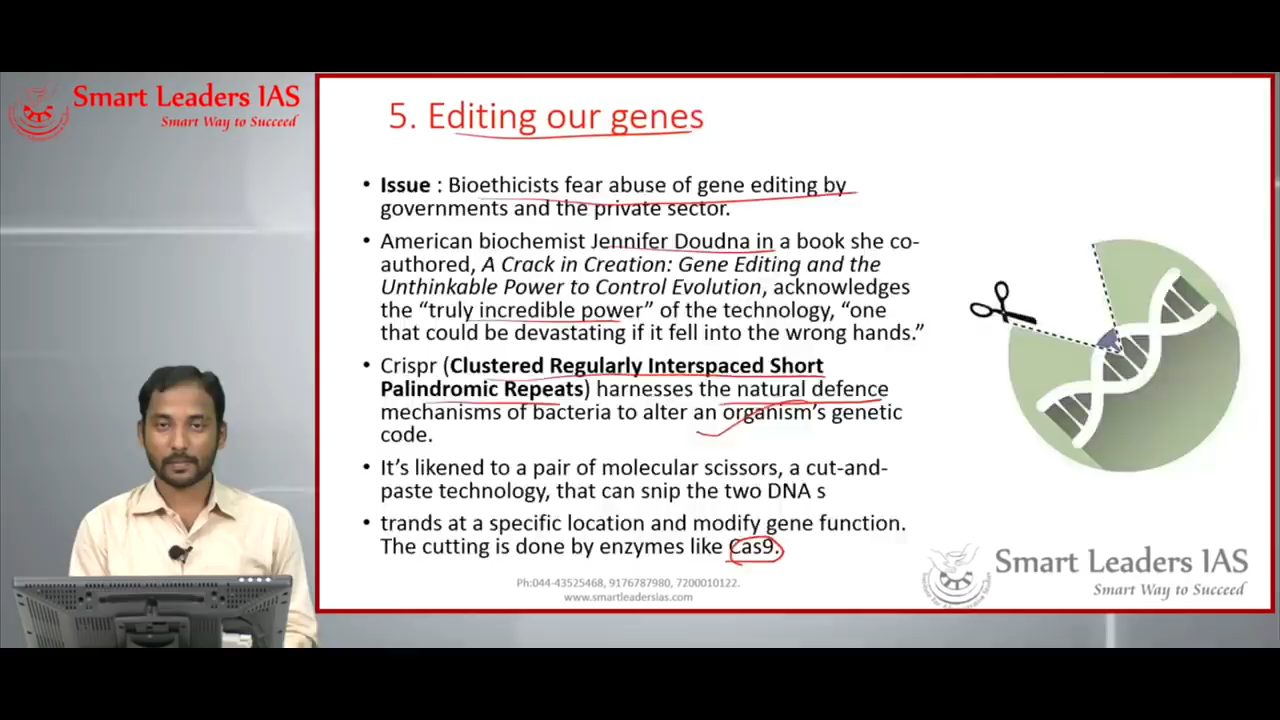 Smart Leaders IAS
Smart Way to Succeed
5. Editing our genes
• Issue : Bioethicists fear abuse of gene editing by
governments and the private sector.
• American biochemist Jennifer Doudna in a book she co-
authored, A Crack in Creation: Gene Editing and the
Unthinkable Power to Control Evolution, acknowledges
the “truly incredible power” of the technology, “one
that could be devastating if it fell into the wrong hands.”
• Crispr (Clustered Regularly Interspaced Short
Palindromic Repeats) harnesses the natural defence
mechanisms of bacteria to alter an organism’s genetic
code.
• It’s likened to a pair of molecular scissors, a cut-and-
paste technology, that can snip the two DNA s
• trands at a specific location and modify gene function.
The cutting is done by enzymes like Cas9.
Smart Leaders IAS
Smart Way to Succeed
Ph:044-43525468, 9176787980, 7200010122.
www.smartleadersias.com